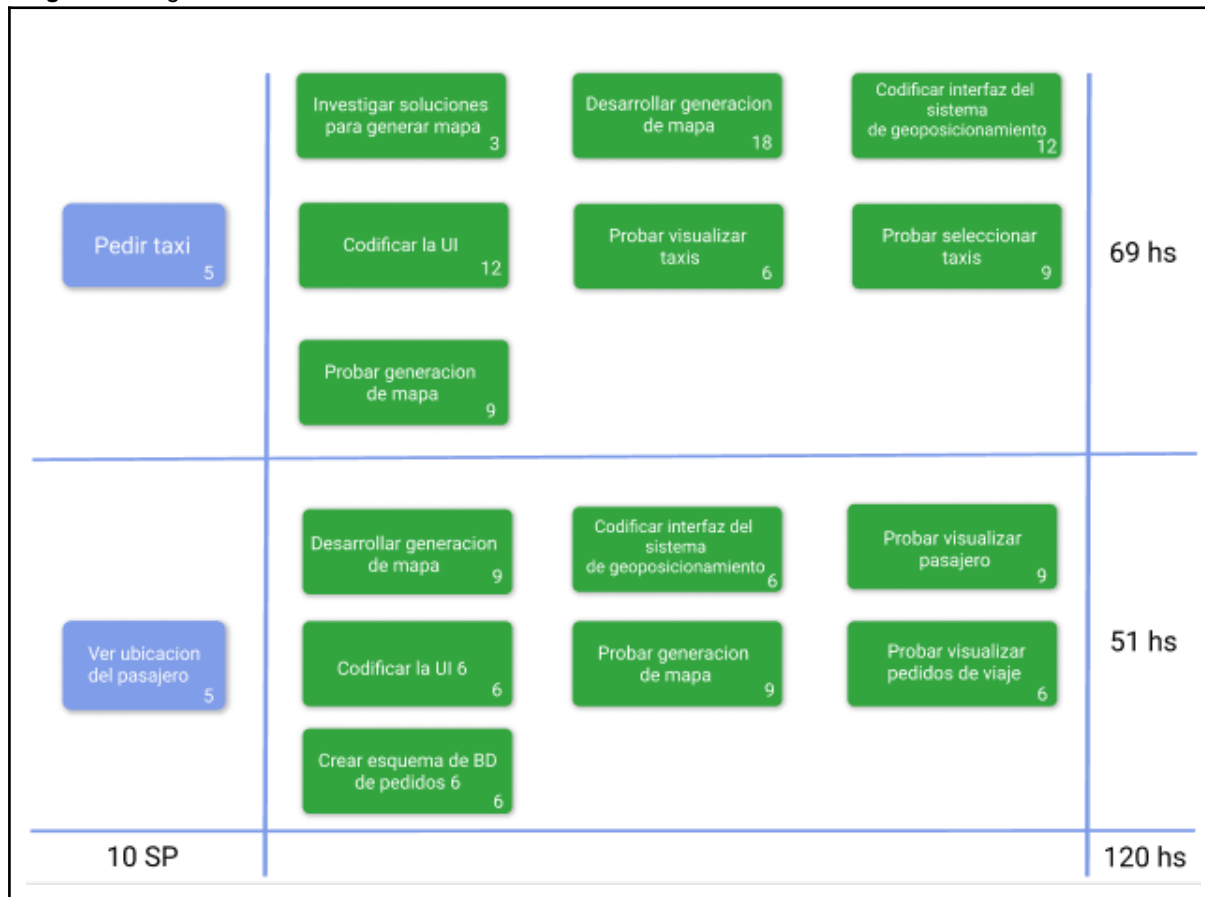 Investigar soluciones
para generar mapa
3
Desarrollar generacion
de mapa
18
Codificar interfaz del
sistema
de geoposicionamiento
12
Pedir taxi
5
Codificar la UI
12
Probar visualizar
taxis
6
Probar seleccionar
taxis
9
69 hs
Probar generacion
de mapa
9
Desarrollar generacion
de mapa
9
Codificar interfaz del
sistema
de geoposicionamiento
6
Probar visualizar
pasajero
9
Ver ubicacion
del pasajero
5
Codificar la UI 6
6
Probar generacion
de mapa
9
Probar visualizar
pedidos de viaje
6
51 hs
Crear esquema de BD
de pedidos 6
6
10 SP
120 hs